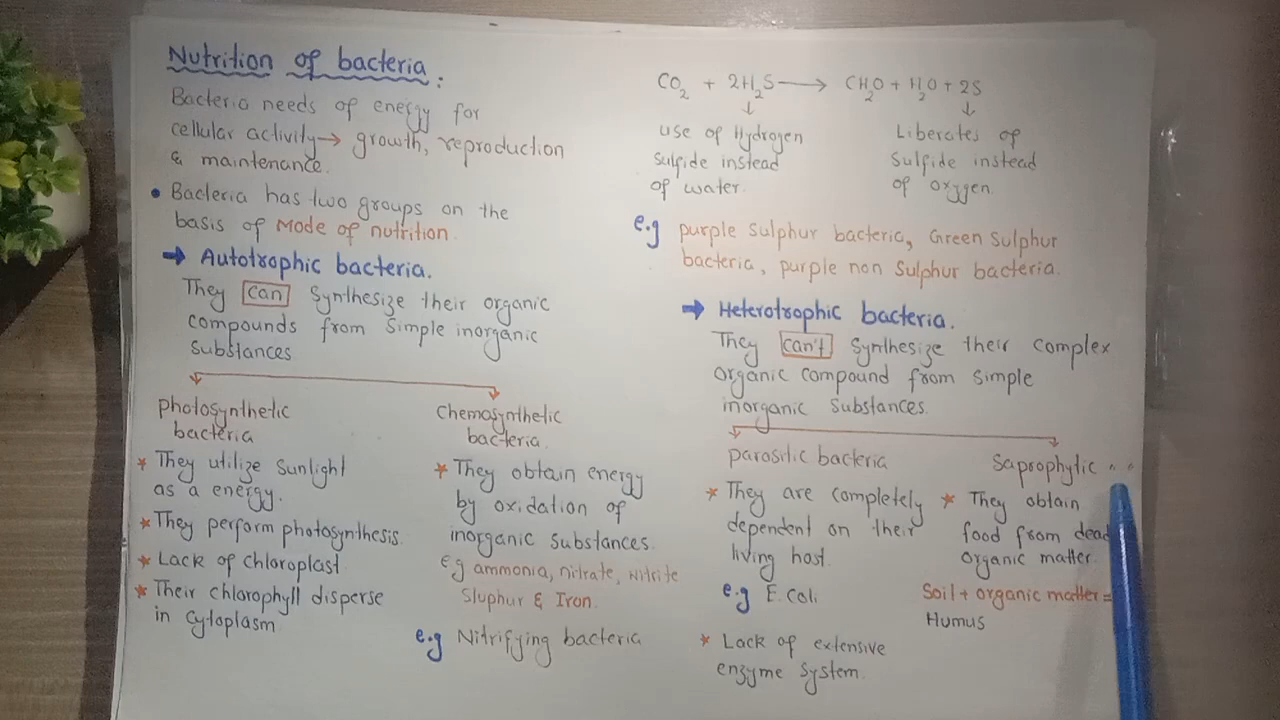 Nutrition of bacteria :
Bacteria needs of energy for
cellular activity → growth, reproduction
& maintenance.
• Bacteria has two groups on the
basis of Mode of nutrition.
→ Autotrophic bacteria.
They can synthesize their organic
compounds from simple inorganic
substances
photosynthetic
bacteria
* They utilize sunlight
as a energy.
* They perform photosynthesis.
* Lack of chloroplast
* Their chlorophyll disperse
in cytoplasm
Chemosynthetic
bacteria.
* They obtain energy
by oxidation of
inorganic substances.
e.g ammonia, nitrate, nitrite
Sluphur & Iron.
e.g Nitrifying bacteria
CO2 + 2H2S → CH2O + H2O + 2S
↓ ↓
use of Hydrogen
Sulfide instead
of water.
Liberates of
Sulfide instead
of oxygen.
e.g purple sulphur bacteria, Green sulphur
bacteria, purple non sulphur bacteria.
→ Heterotrophic bacteria.
They can't synthesize their complex
organic compound from simple
inorganic substances.
parasitic bacteria
* They are completely
dependent on their
living host.
e.g E.coli
* Lack of extensive
enzyme system.
Saprophytic " "
* They obtain
food from dead
organic matter.
Soil + organic matter =
Humus